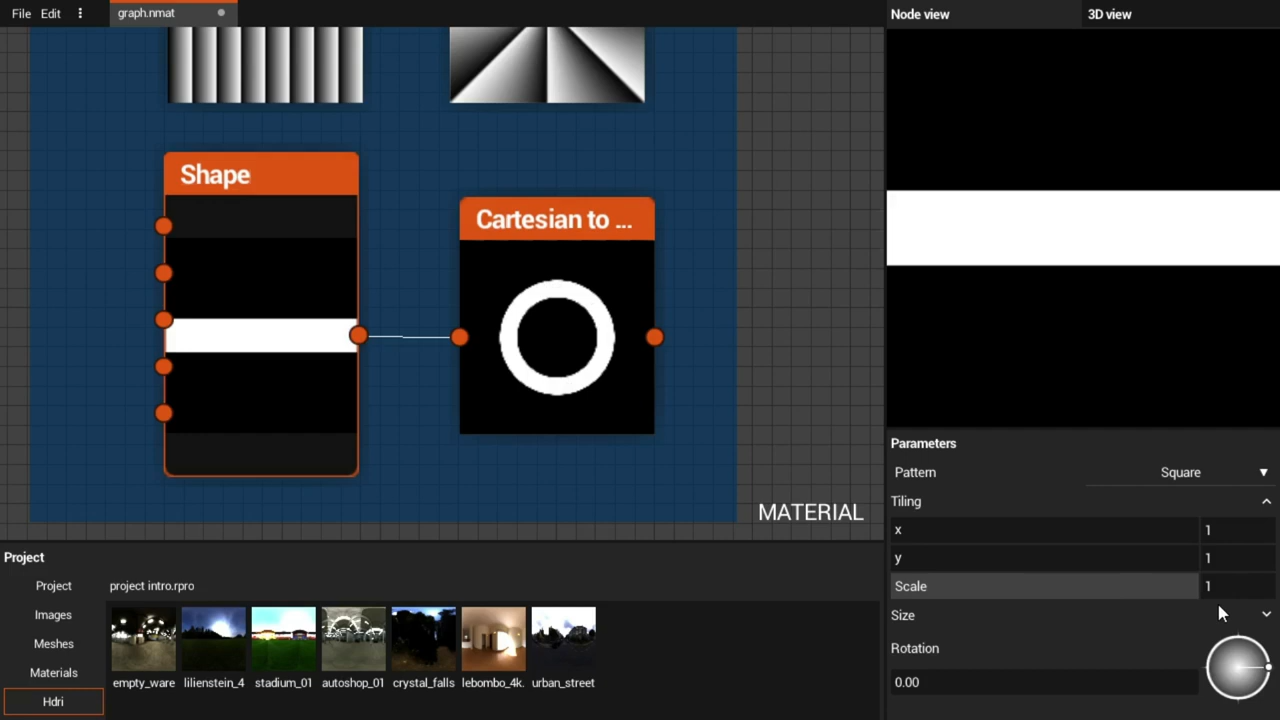 File Edit graph.nmat
Node view 3D view
Shape
Cartesian to ...
MATERIAL
Parameters
Pattern Square
Tiling
x 1
y 1
Scale 1
Size
Rotation
0.00
Project
Project project intro.rpro
Images
Meshes
Materials
Hdri
empty_ware lilienstein_4 stadium_01 autoshop_01 crystal_falls lebombo_4k. urban_street